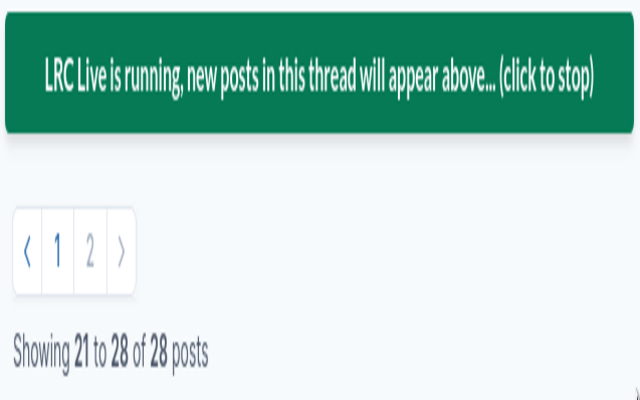 LRC Live is running, new posts in this thread will appear above... (click to stop)
< 1 2 >
Showing 21 to 28 of 28 posts